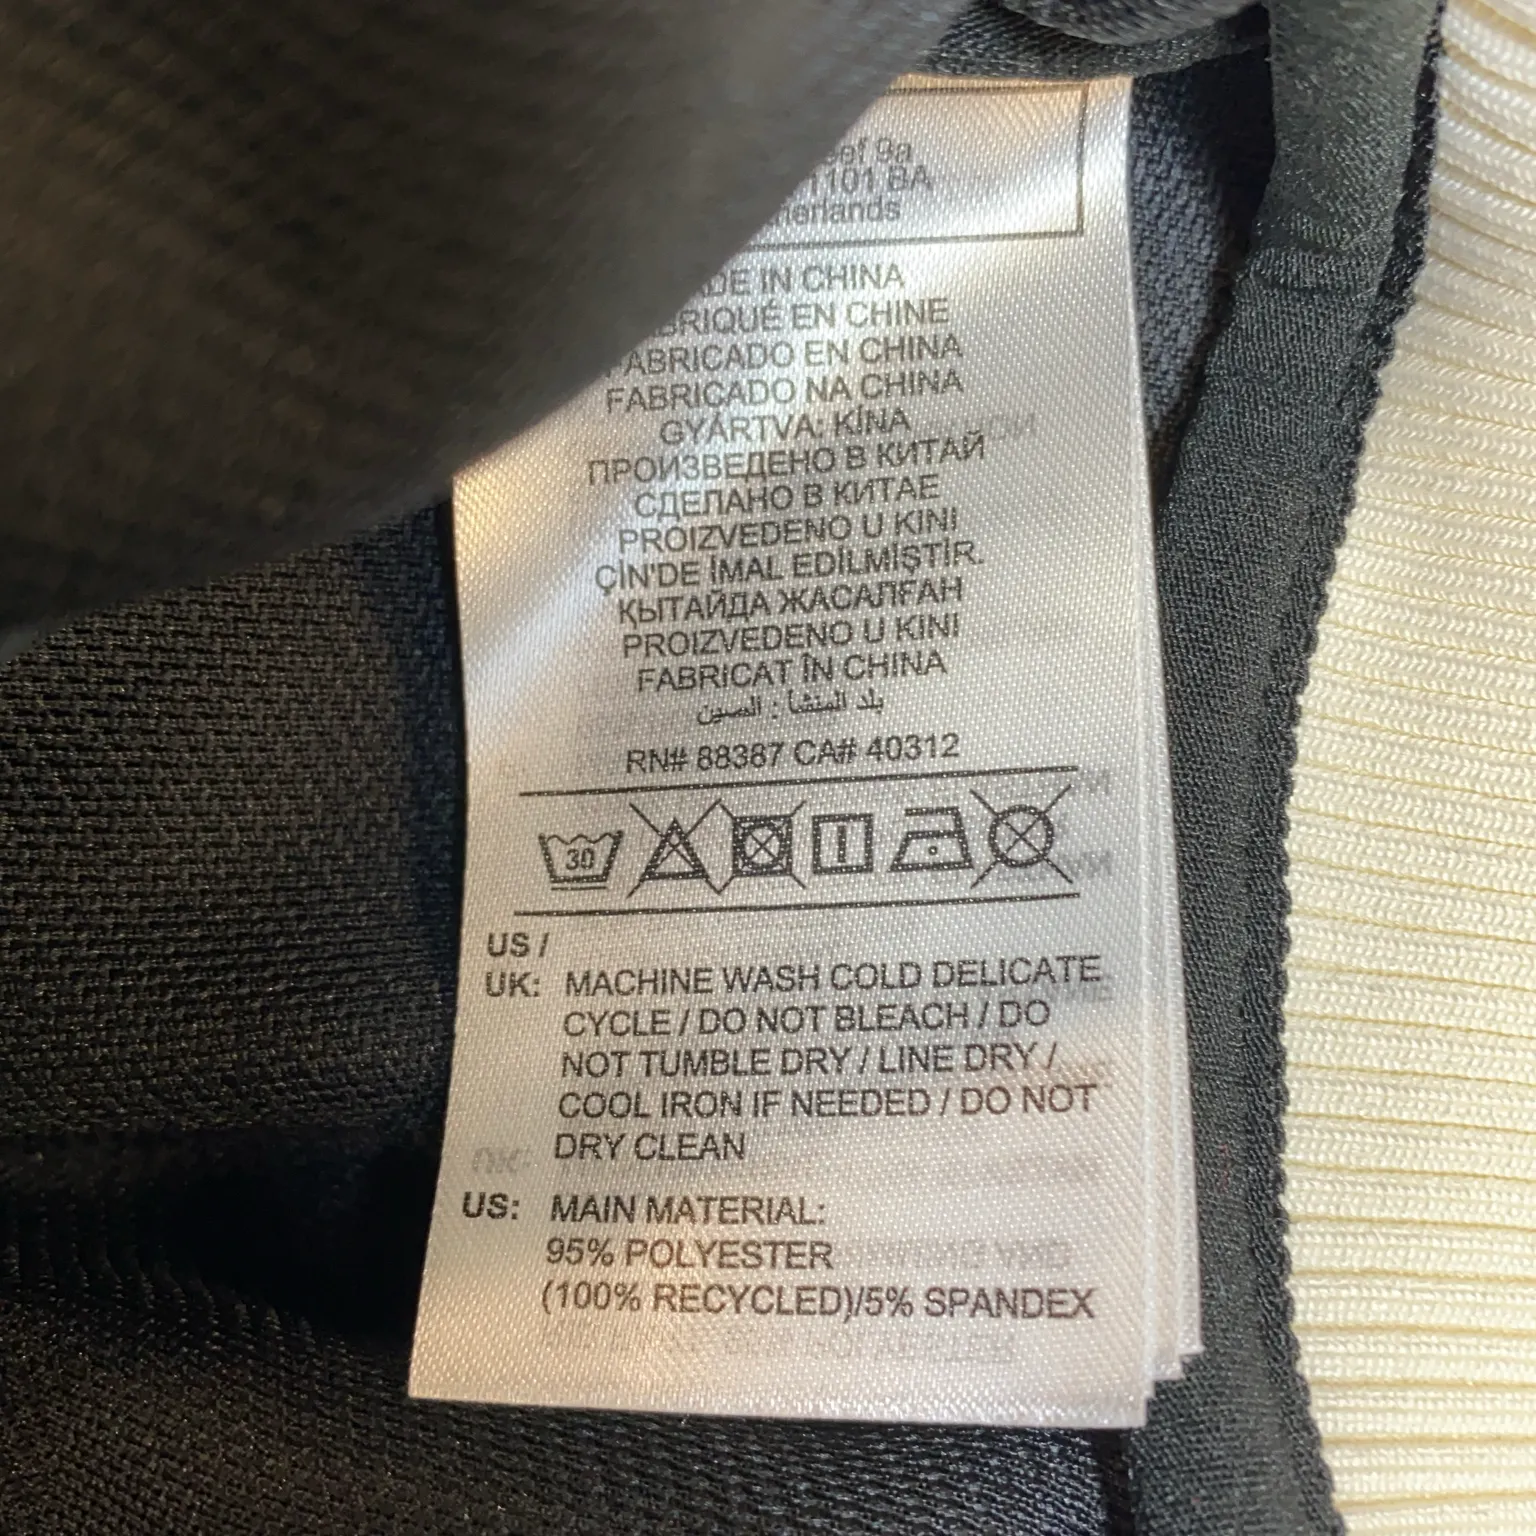 9a
1101 BA
IN CHINA
EN CHINE
FABRICADO EN CHINA
FABRICADO NA CHINA
GYÁRTVA: KÍNA
ПРОИЗВЕДЕНО В КИТАЙ
СДЕЛАНО В КИТАЕ
PROIZVEDENO U KINI
ÇİN'DE İMAL EDİLMİŞTİR.
ҚЫТАЙДА ЖАСАЛҒАН
PROIZVEDENO U KINI
FABRICAT ÎN CHINA
بلد المنشأ : الصين
RN# 88387 CA# 40312
30
US /
UK: MACHINE WASH COLD DELICATE
CYCLE / DO NOT BLEACH / DO
NOT TUMBLE DRY / LINE DRY /
COOL IRON IF NEEDED / DO NOT
DRY CLEAN
US: MAIN MATERIAL:
95% POLYESTER
(100% RECYCLED)/5% SPANDEX